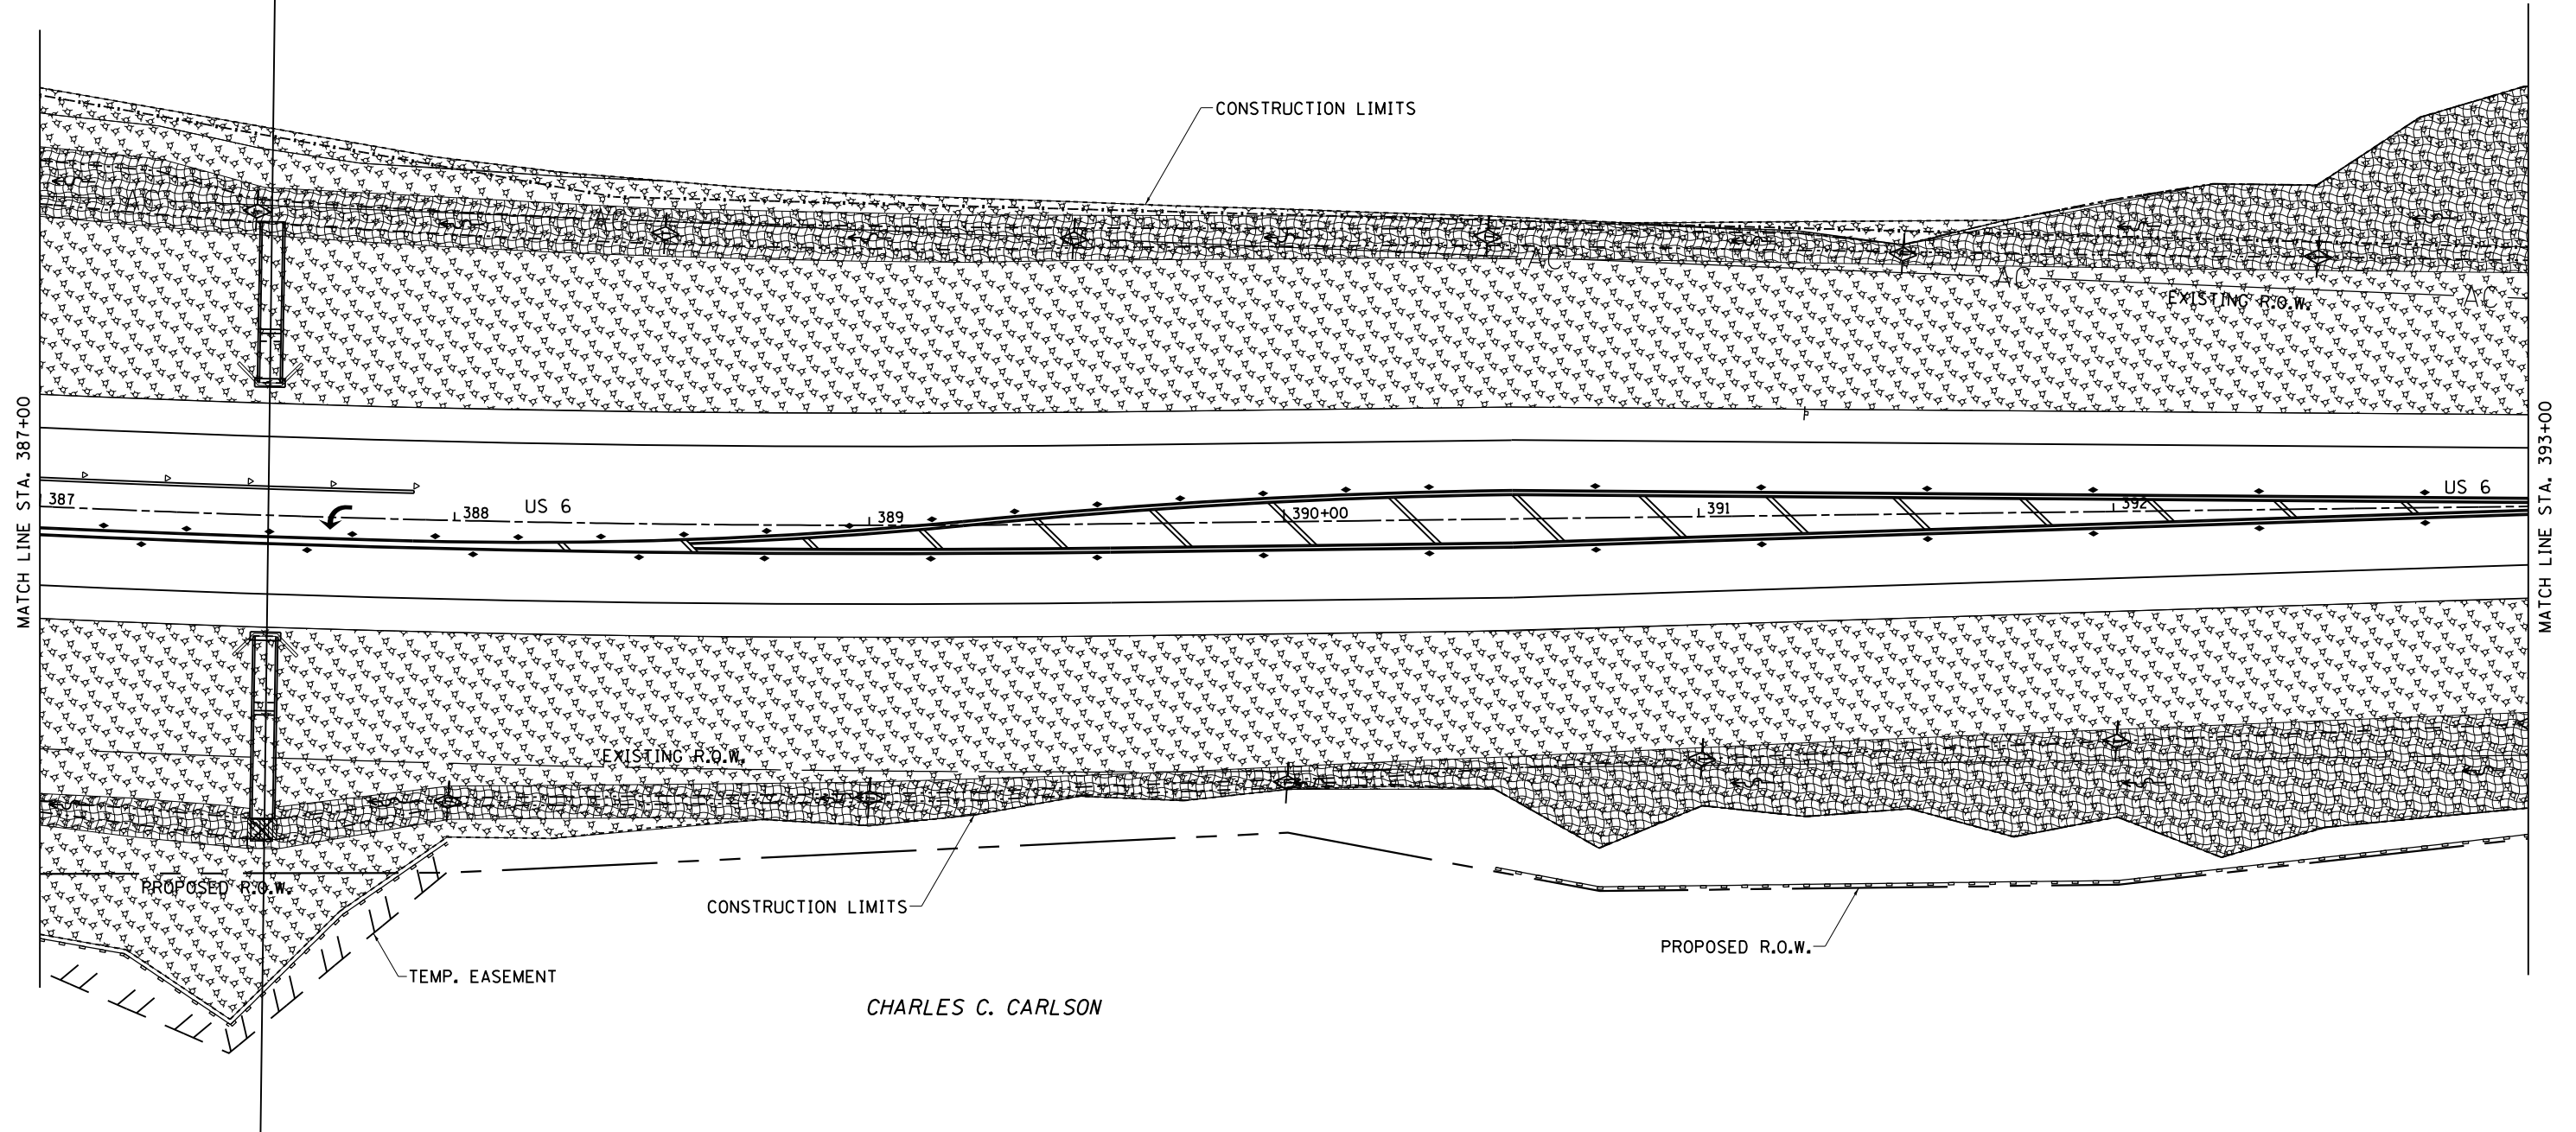 CONSTRUCTION LIMITS
AC
AC
AC
AC
EXISTING R.O.W.
MATCH LINE STA. 387+00
MATCH LINE STA. 393+00
387
388
US 6
389
390+00
391
392
US 6
EXISTING R.O.W.
PROPOSED R.O.W.
CONSTRUCTION LIMITS
PROPOSED R.O.W.
TEMP. EASEMENT
CHARLES C. CARLSON